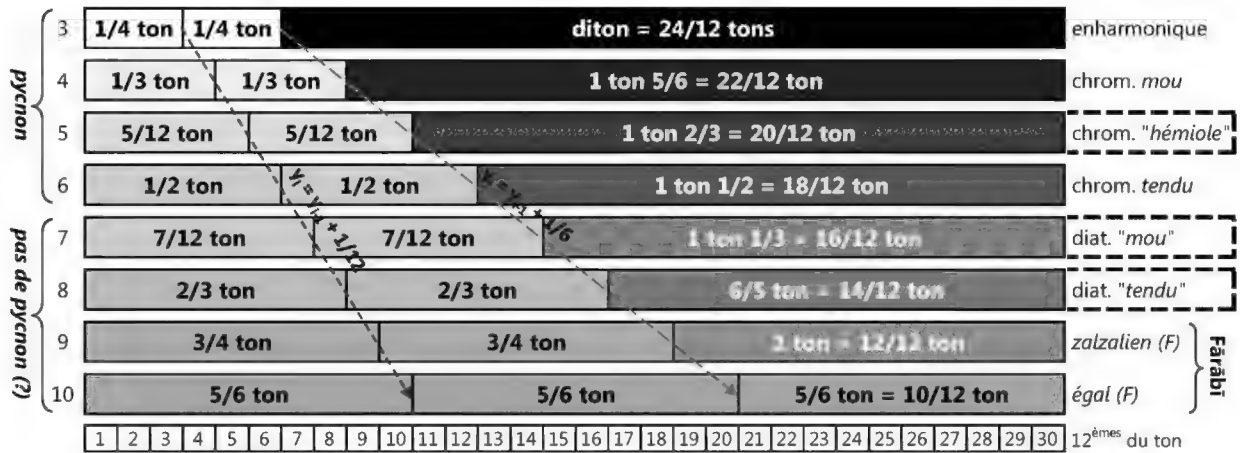 pycnon
3 1/4 ton 1/4 ton diton = 24/12 tons enharmonique
4 1/3 ton 1/3 ton 1 ton 5/6 = 22/12 ton chrom. mou
5 5/12 ton 5/12 ton 1 ton 2/3 = 20/12 ton chrom. "hémiole"
6 1/2 ton 1/2 ton 1 ton 1/2 = 18/12 ton chrom. tendu
yᵢ = yᵢ₋₁ + 1/12
yᵢ = yᵢ₋₁ + 1/6
pas de pycnon (?)
7 7/12 ton 7/12 ton 1 ton 1/3 = 16/12 ton diat. "mou"
8 2/3 ton 2/3 ton 6/5 ton = 14/12 ton diat. "tendu"
9 3/4 ton 3/4 ton ton = 12/12 ton zalzalien (F)
10 5/6 ton 5/6 ton 5/6 ton = 10/12 ton égal (F)
Fārābī
1 2 3 4 5 6 7 8 9 10 11 12 13 14 15 16 17 18 19 20 21 22 23 24 25 26 27 28 29 30 12èmes du ton